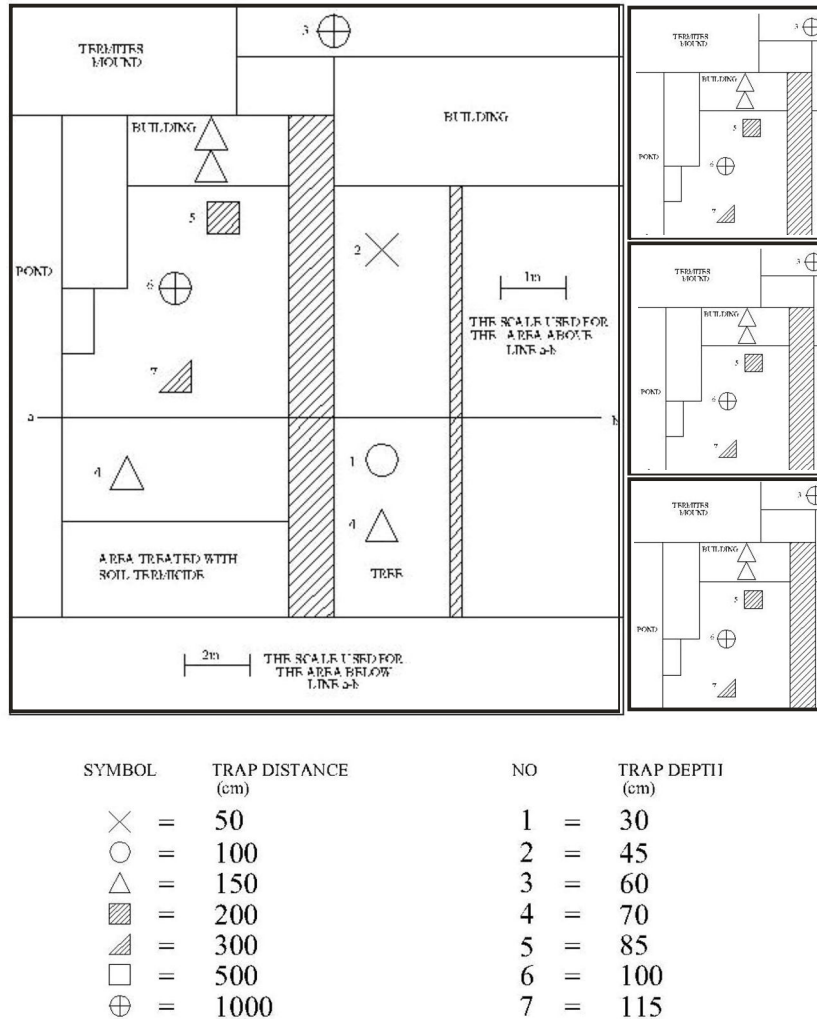 TERMITES
MOUND
3
BUILDING
BUILDING
5
2
POND
6
1m
THE SCALE USED FOR
THE AREA ABOVE
LINE a-b
7
a
4
1
4
AREA TREATED WITH
SOIL TERMIKIDE
TREE
2m
THE SCALE USED FOR
THE AREA BELOW
LINE a-b
TERMITES
MOUND
3
BUILDING
5
POND
6
7
TERMITES
MOUND
3
BUILDING
5
POND
6
7
TERMITES
MOUND
3
BUILDING
5
POND
6
7
SYMBOL TRAP DISTANCE
(cm)
= 50
= 100
= 150
= 200
= 300
= 500
= 1000
NO TRAP DEPTH
(cm)
1 = 30
2 = 45
3 = 60
4 = 70
5 = 85
6 = 100
7 = 115